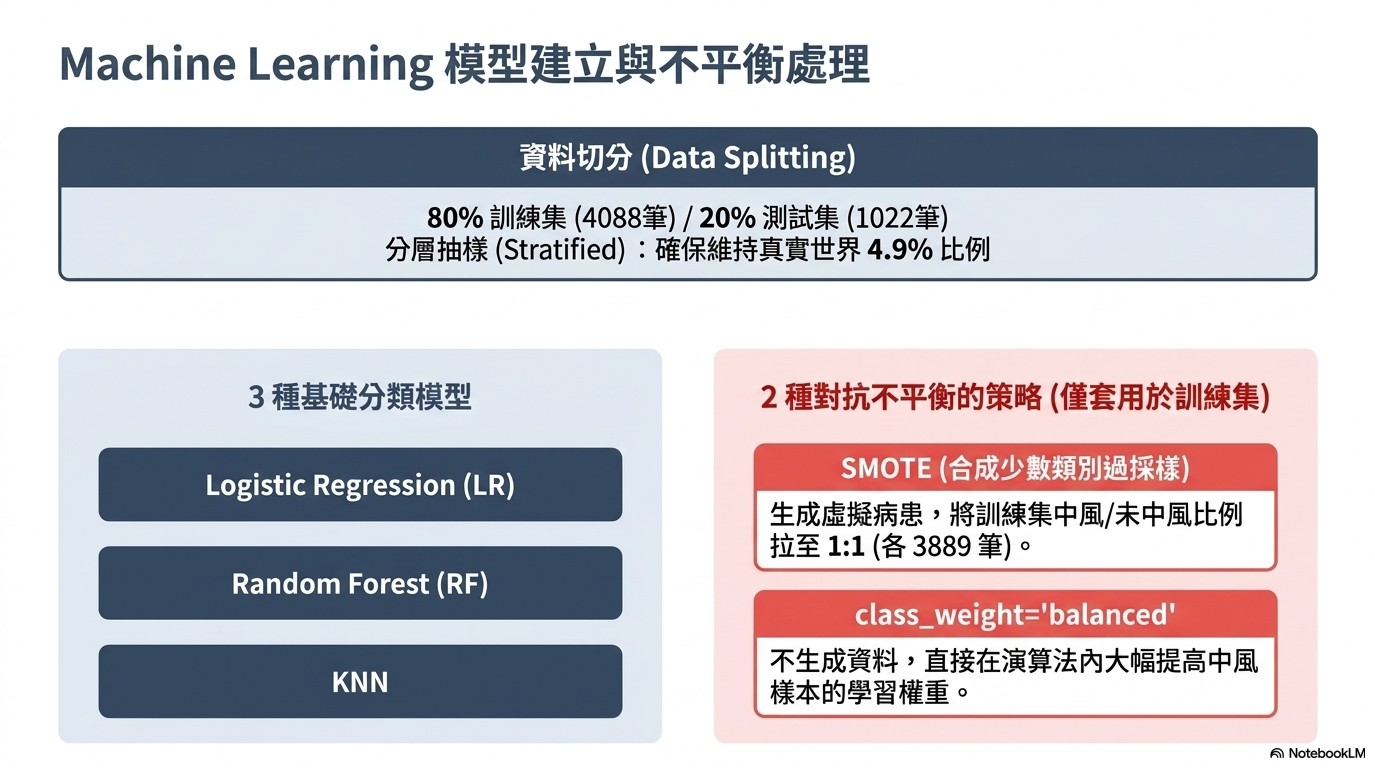 Machine Learning 模型建立與不平衡處理
資料切分 (Data Splitting)
80% 訓練集 (4088筆) / 20% 測試集 (1022筆)
分層抽樣 (Stratified)：確保維持真實世界 4.9% 比例
3 種基礎分類模型
Logistic Regression (LR)
Random Forest (RF)
KNN
2 種對抗不平衡的策略 (僅套用於訓練集)
SMOTE (合成少數類別過採樣)
生成虛擬病患，將訓練集中風/未中風比例
拉至 1:1 (各 3889 筆)。
class_weight='balanced'
不生成資料，直接在演算法內大幅提高中風
樣本的學習權重。
NotebookLM